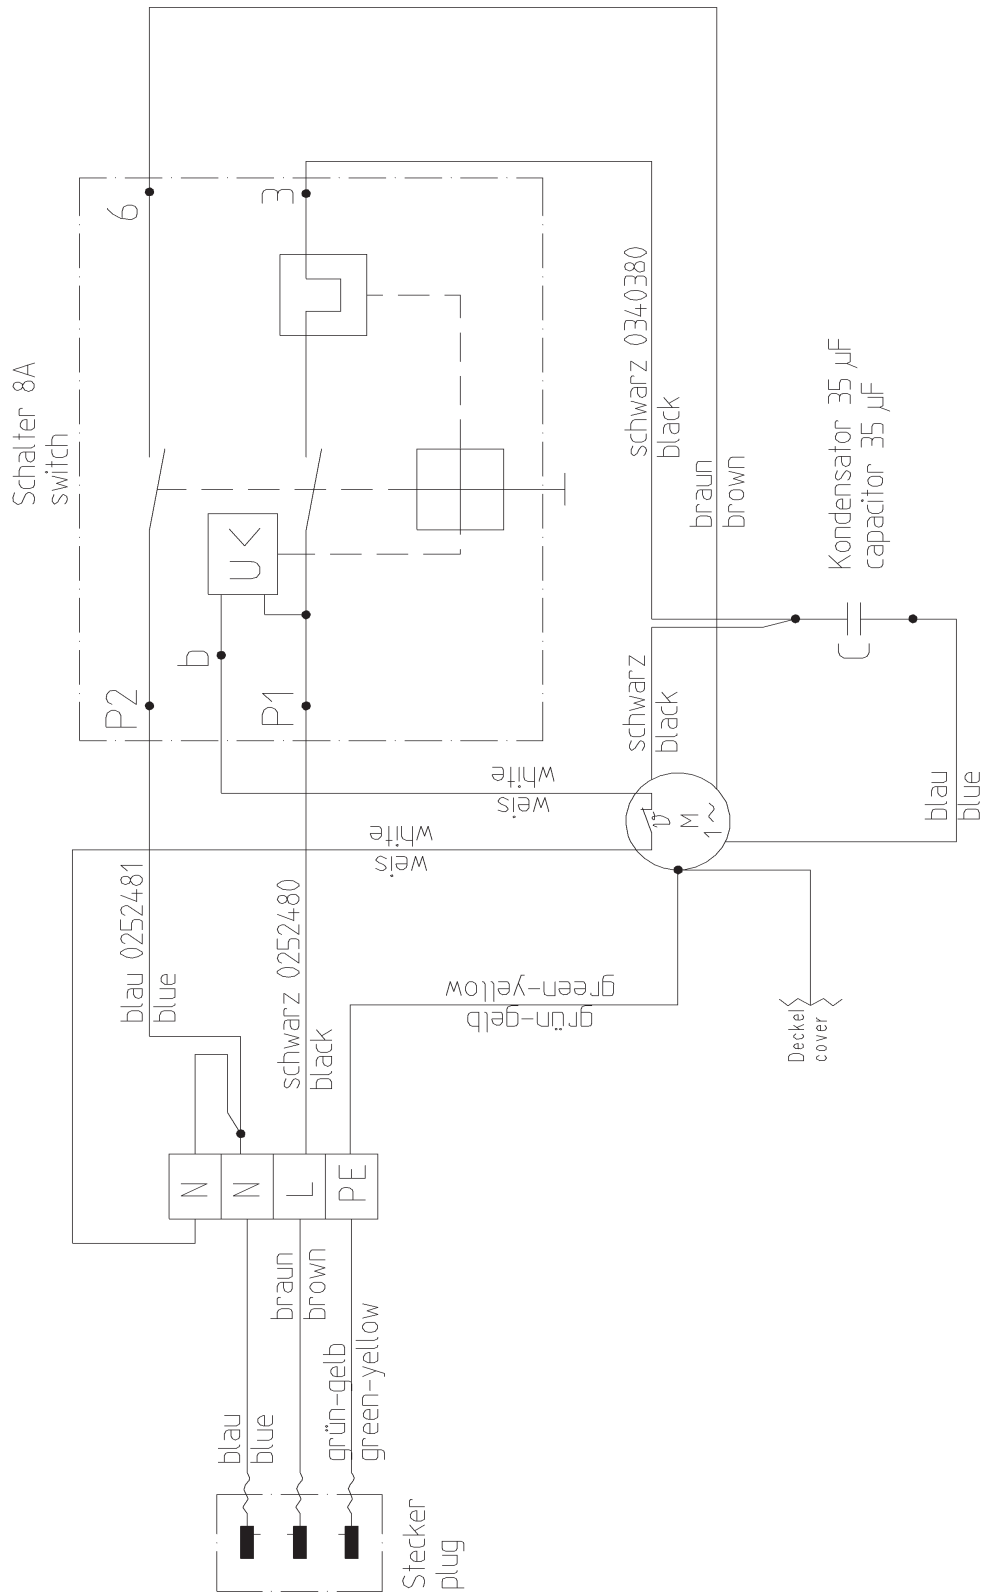 Schalter 8A
switch
6
3
P2
b
P1
U<
schwarz 0340380
black
braun
brown
Kondensator 35 µF
capacitor 35 µF
C
schwarz
black
weis
white
weis
white
ϑ
M
1~
blau
blue
blau 0252481
blue
schwarz 0252480
black
grün-gelb
green-yellow
Deckel
cover
N
N
L
PE
blau
blue
braun
brown
grün-gelb
green-yellow
Stecker
plug